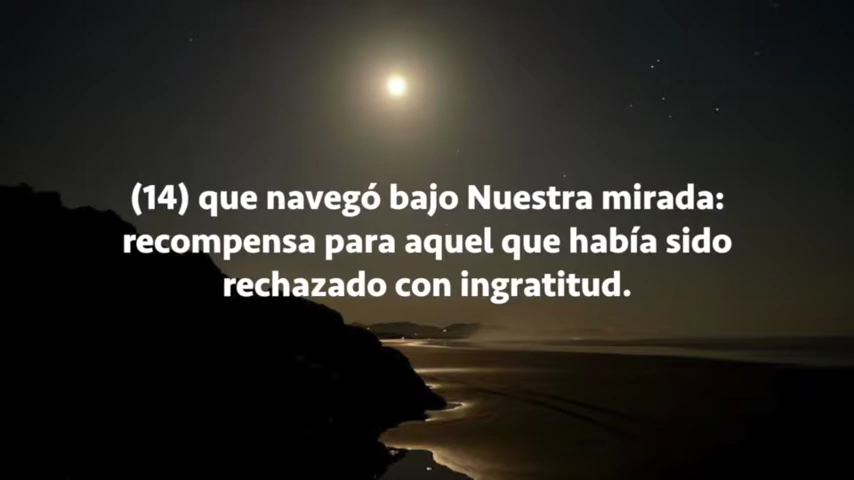 (14) que navegó bajo Nuestra mirada:
recompensa para aquel que había sido
rechazado con ingratitud.